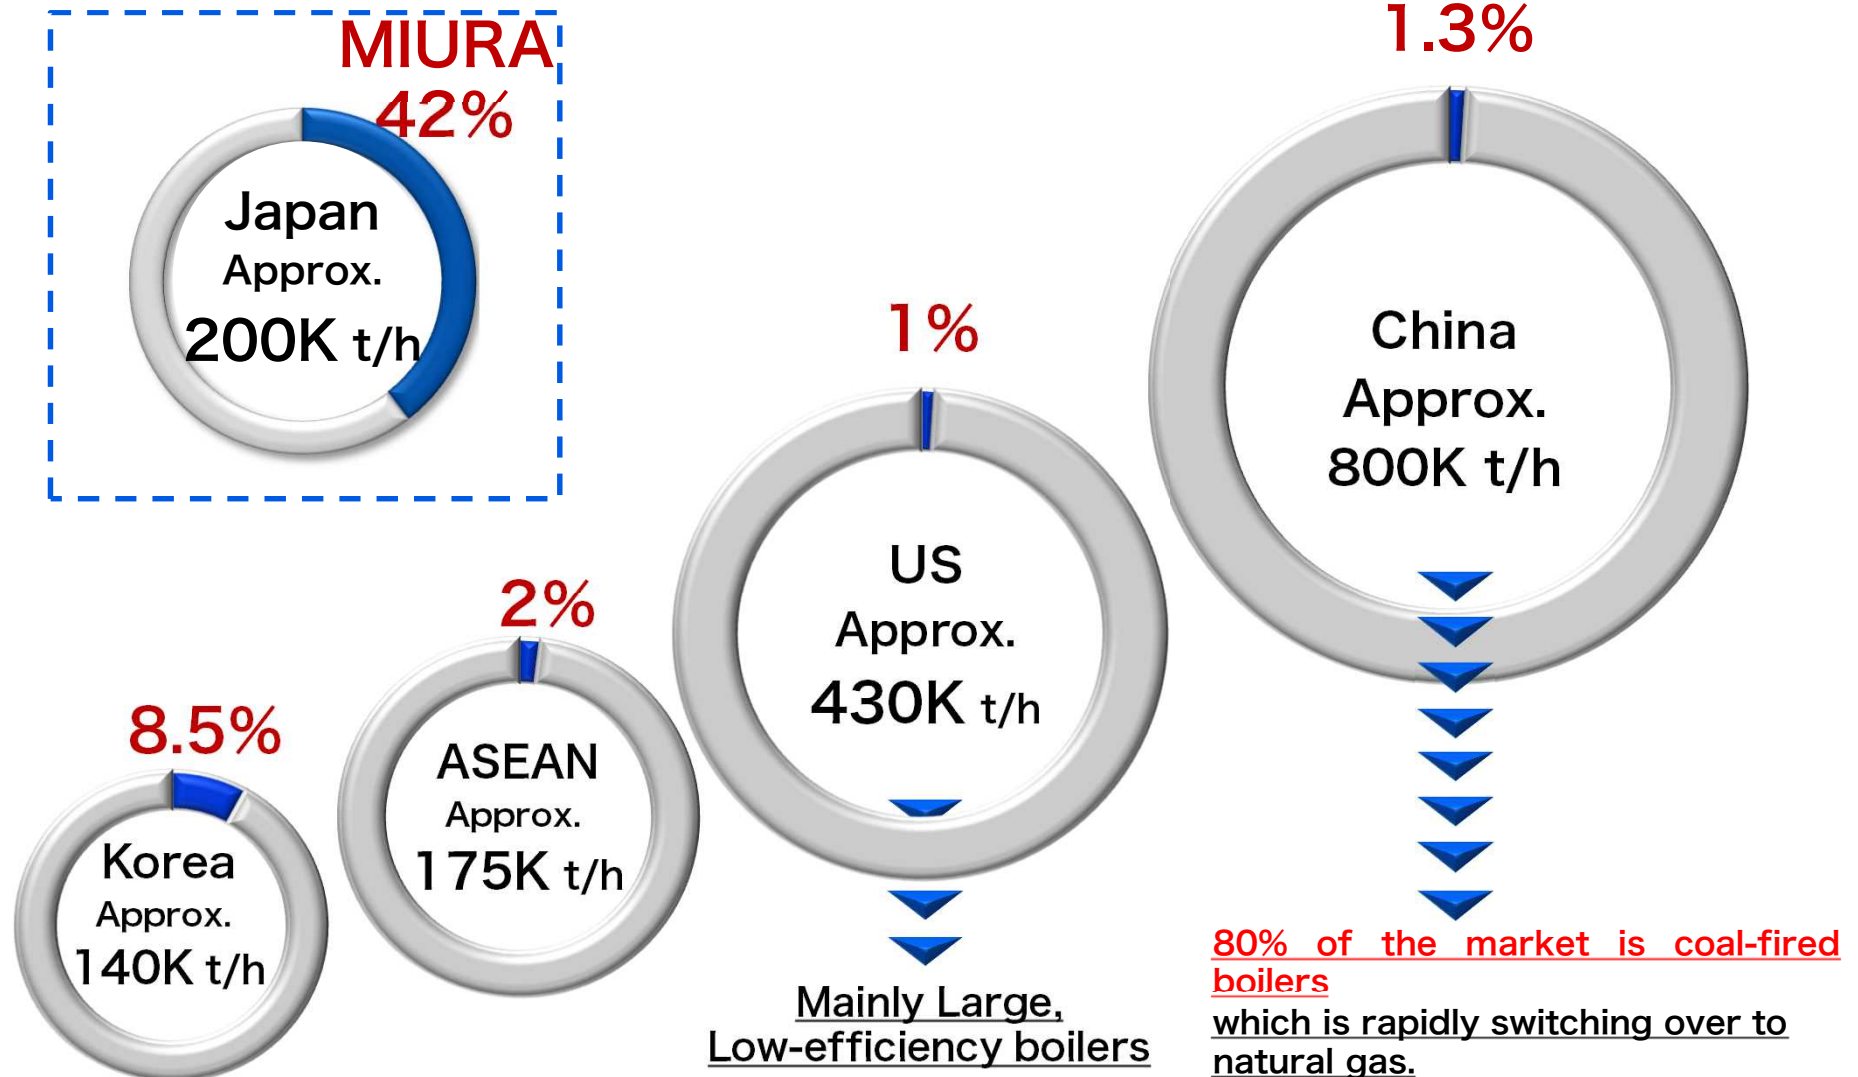 MIURA
42%
Japan
Approx.
200K t/h
8.5%
Korea
Approx.
140K t/h
2%
ASEAN
Approx.
175K t/h
1%
US
Approx.
430K t/h
Mainly Large,
Low-efficiency boilers
1.3%
China
Approx.
800K t/h
80% of the market is coal-fired
boilers
which is rapidly switching over to
natural gas.